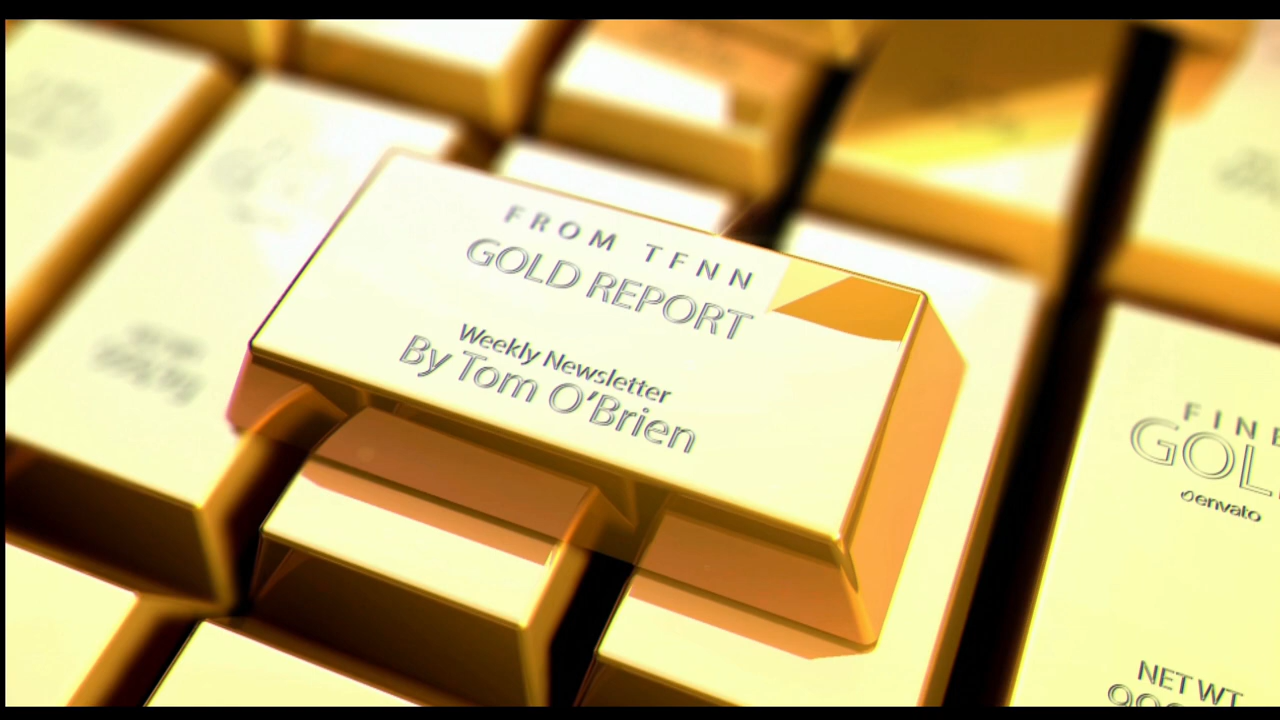 FROM TFNN
GOLD REPORT
Weekly Newsletter
By Tom O'Brien
FINE
GOL
envato
NET WT